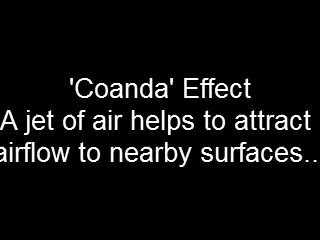 'Coanda' Effect
A jet of air helps to attract
airflow to nearby surfaces..